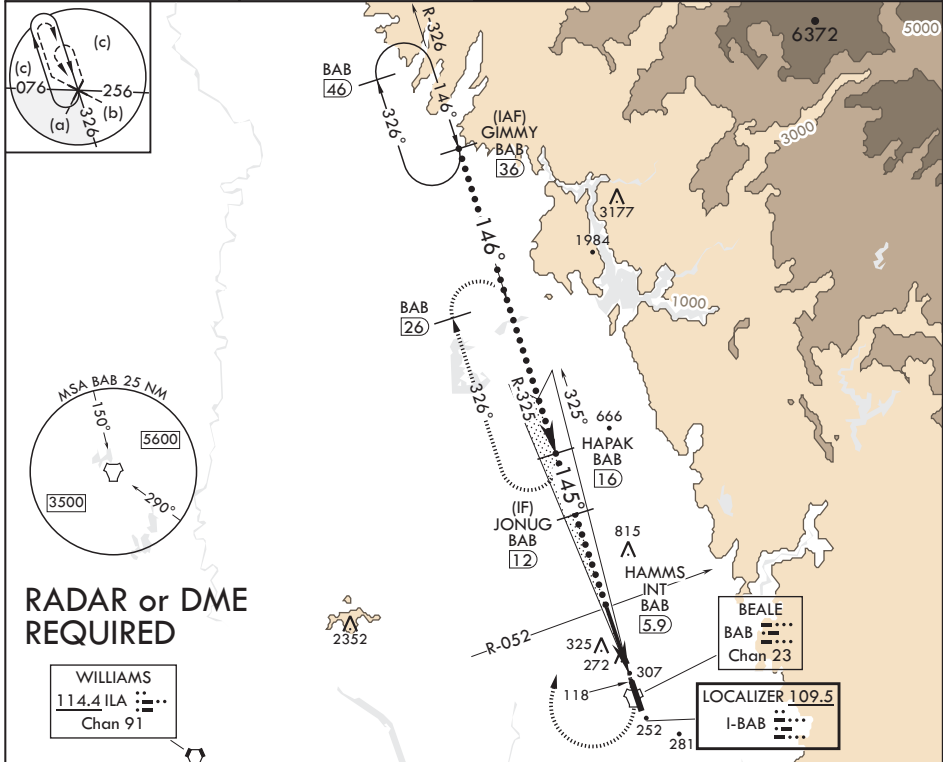 (c)
(c)
076
256
(a)
(b)
326
R-326
BAB
46
146°
326°
(IAF)
GIMMY
BAB
36
6372
5000
3000
3177
1984
1000
146°
BAB
26
R-325
325°
326°
666
HAPAK
BAB
16
145°
(IF)
JONUG
BAB
12
MSA BAB 25 NM
150°
5600
3500
290°
815
HAMMS
INT
BAB
5.9
RADAR or DME
REQUIRED
2352
R-052
325
272
307
118
252
281
BEALE
BAB
Chan 23
WILLIAMS
114.4 ILA
Chan 91
LOCALIZER 109.5
I-BAB